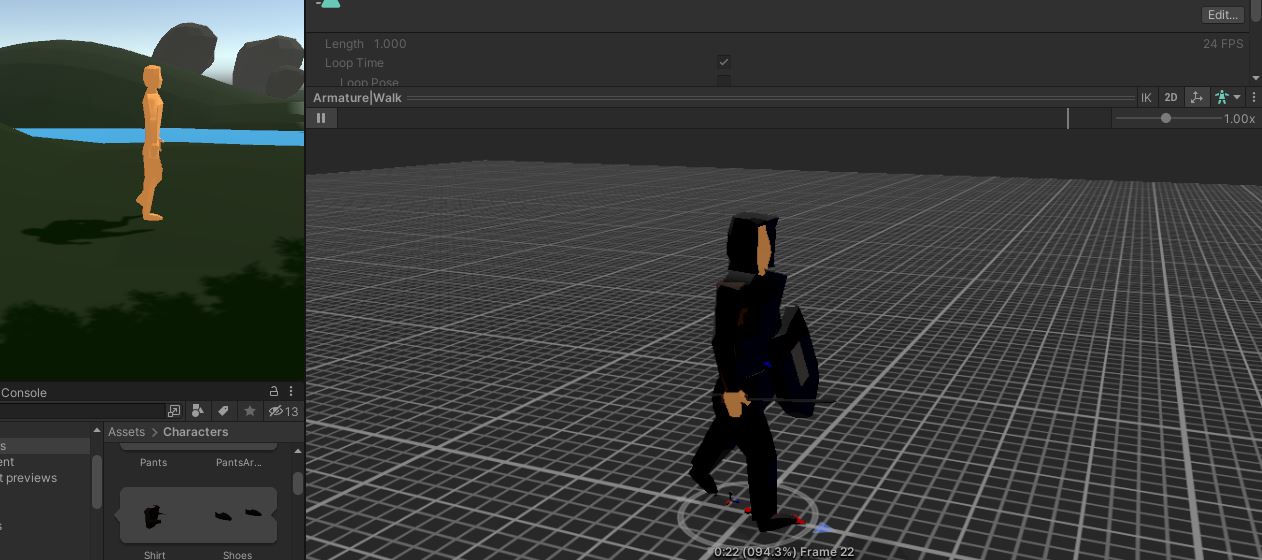 Edit...
Length 1.000
24 FPS
Loop Time
Loop Pose
Armature|Walk
IK
2D
1.00x
Console
13
Assets > Characters
s
ent
t previews
s
Pants
PantsAr...
Shirt
Shoes
0:22 (094.3%) Frame 22